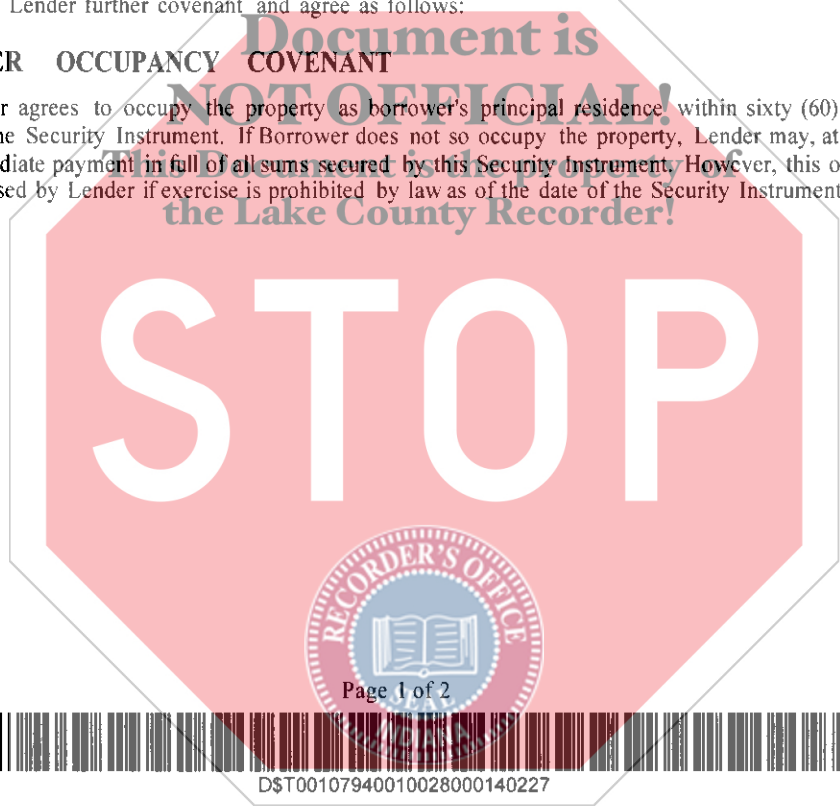 Lender further covenant and agree as follows:
Document is
ER OCCUPANCY COVENANT
NOT OFFICIAL!
r agrees to occupy the property as borrower's principal residence within sixty (60)
he Security Instrument. If Borrower does not so occupy the property, Lender may, at
This Document is the property of
diate payment in full of all sums secured by this Security Instrument. However, this o
sed by Lender if exercise is prohibited by law as of the date of the Security Instrument
the Lake County Recorder!
STOP
RECORDER'S OFFICE
Page 1 of 2
SEAL
INDIANA
D$T001079400100280001​40227